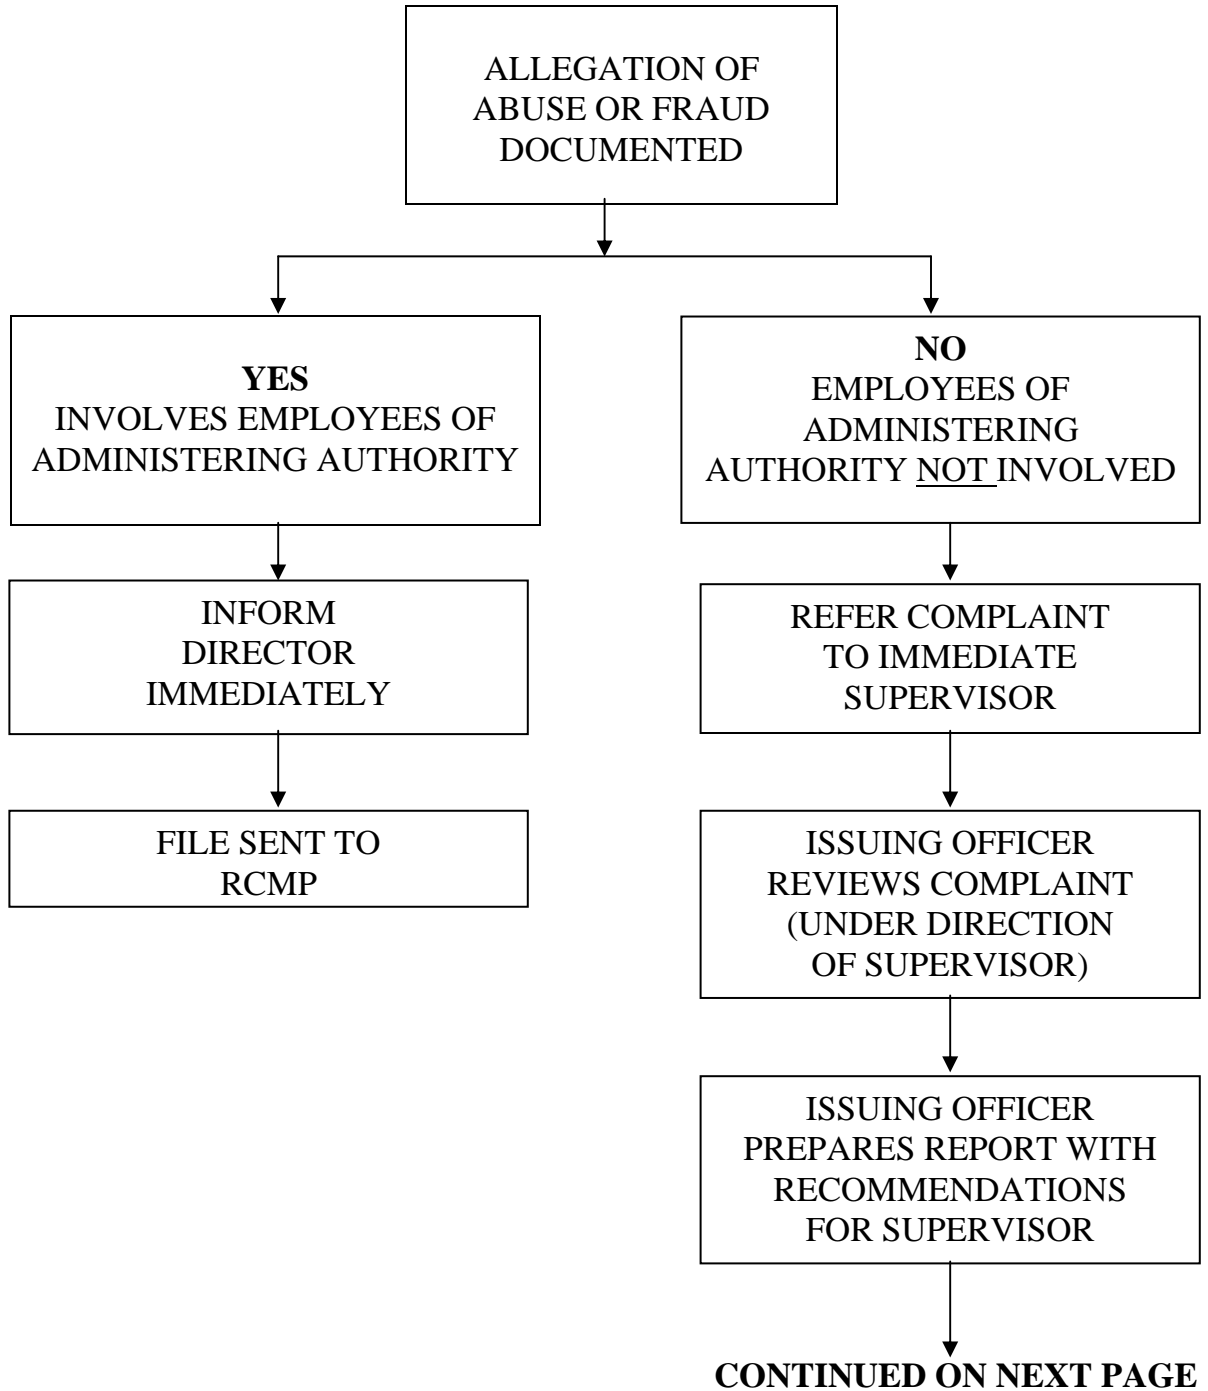 ALLEGATION OF
ABUSE OR FRAUD
DOCUMENTED
YES
INVOLVES EMPLOYEES OF
ADMINISTERING AUTHORITY
INFORM
DIRECTOR
IMMEDIATELY
FILE SENT TO
RCMP
NO
EMPLOYEES OF
ADMINISTERING
AUTHORITY NOT INVOLVED
REFER COMPLAINT
TO IMMEDIATE
SUPERVISOR
ISSUING OFFICER
REVIEWS COMPLAINT
(UNDER DIRECTION
OF SUPERVISOR)
ISSUING OFFICER
PREPARES REPORT WITH
RECOMMENDATIONS
FOR SUPERVISOR
CONTINUED ON NEXT PAGE